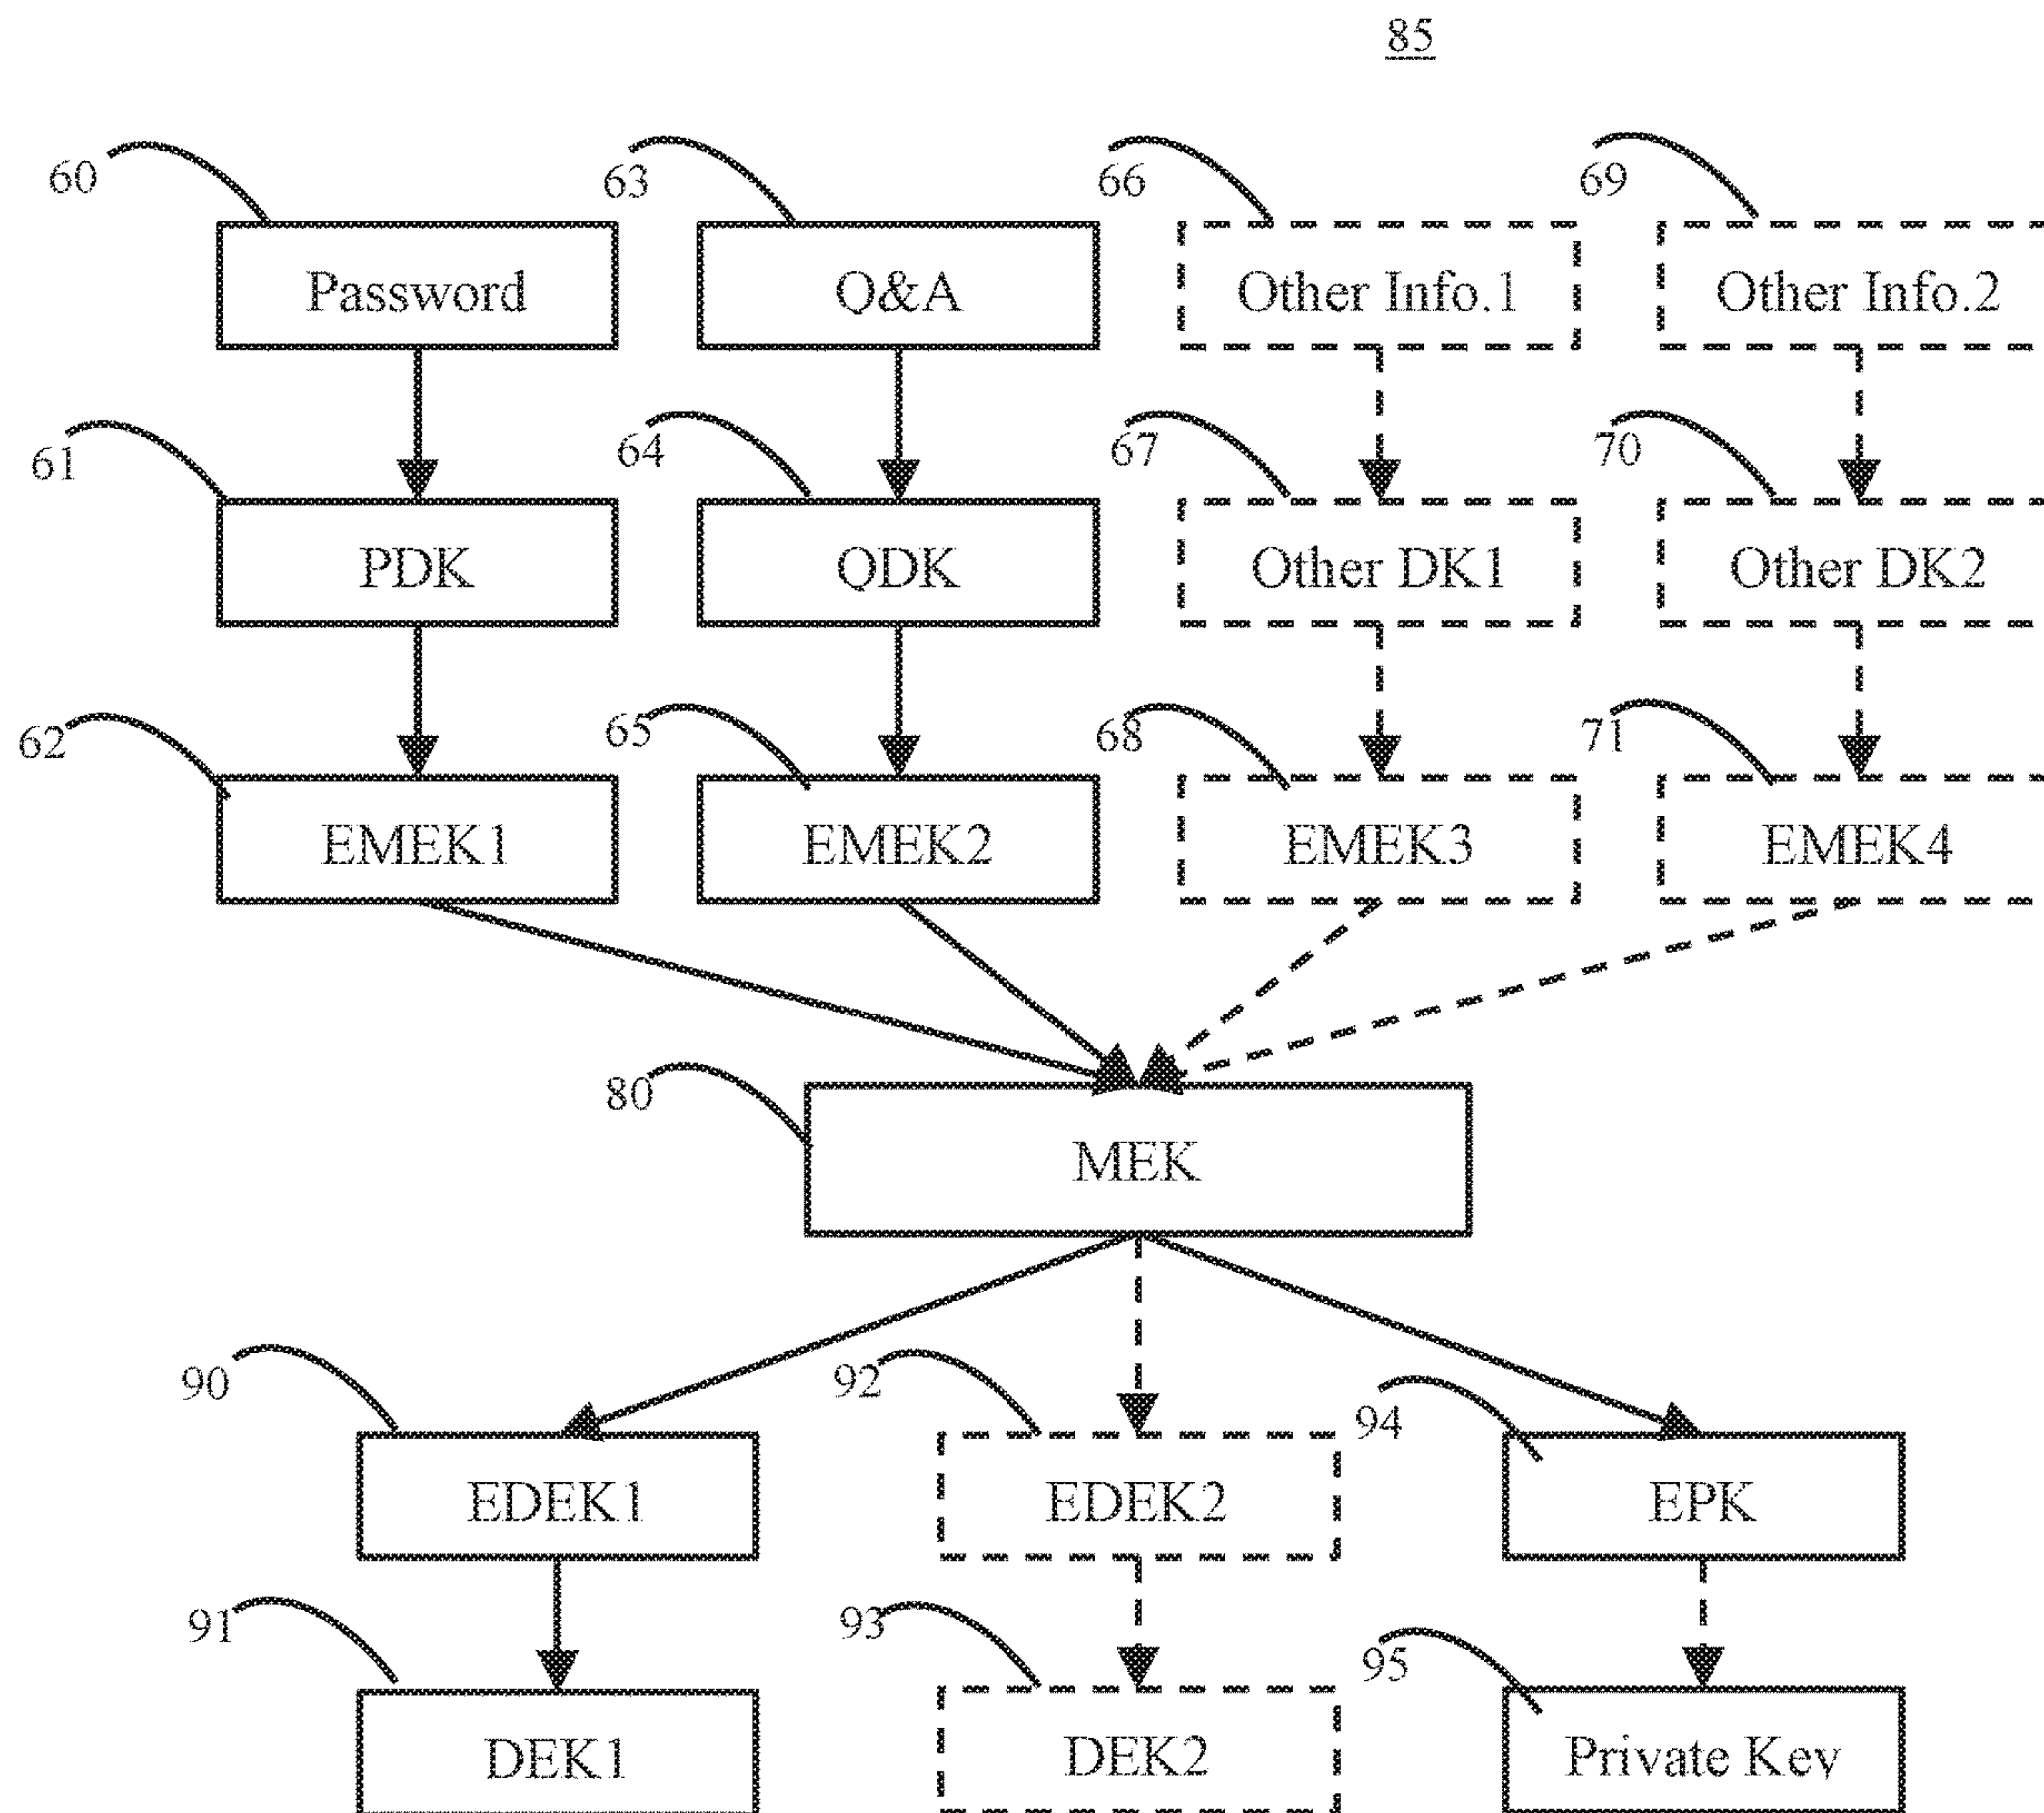 85
60
63
66
69
Password
Q&A
Other Info.1
Other Info.2
61
64
67
70
PDK
QDK
Other DK1
Other DK2
62
65
68
71
EMEK1
EMEK2
EMEK3
EMEK4
80
MEK
90
92
94
EDEK1
EDEK2
EPK
91
93
95
DEK1
DEK2
Private Key